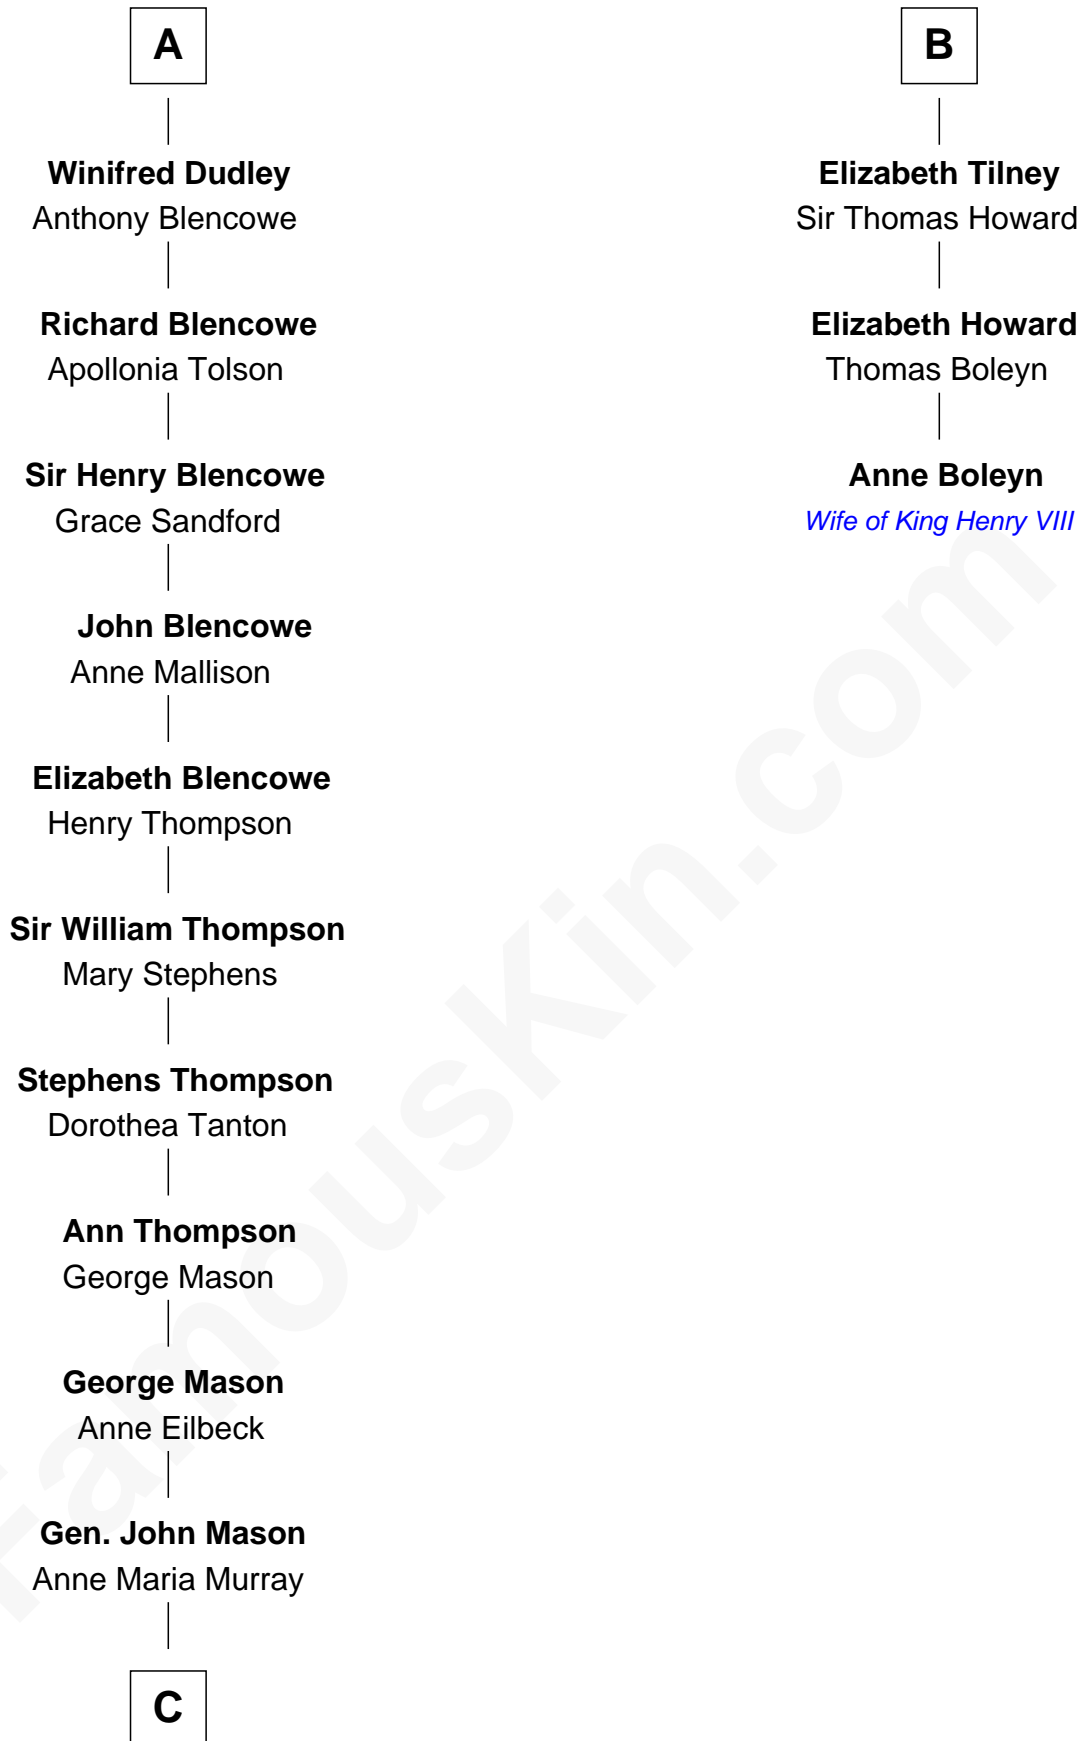 A
Winifred Dudley
Anthony Blencowe
Richard Blencowe
Apollonia Tolson
Sir Henry Blencowe
Grace Sandford
John Blencowe
Anne Mallison
Elizabeth Blencowe
Henry Thompson
Sir William Thompson
Mary Stephens
Stephens Thompson
Dorothea Tanton
Ann Thompson
George Mason
George Mason
Anne Eilbeck
Gen. John Mason
Anne Maria Murray
C
B
Elizabeth Tilney
Sir Thomas Howard
Elizabeth Howard
Thomas Boleyn
Anne Boleyn
Wife of King Henry VIII
FamousKin.com